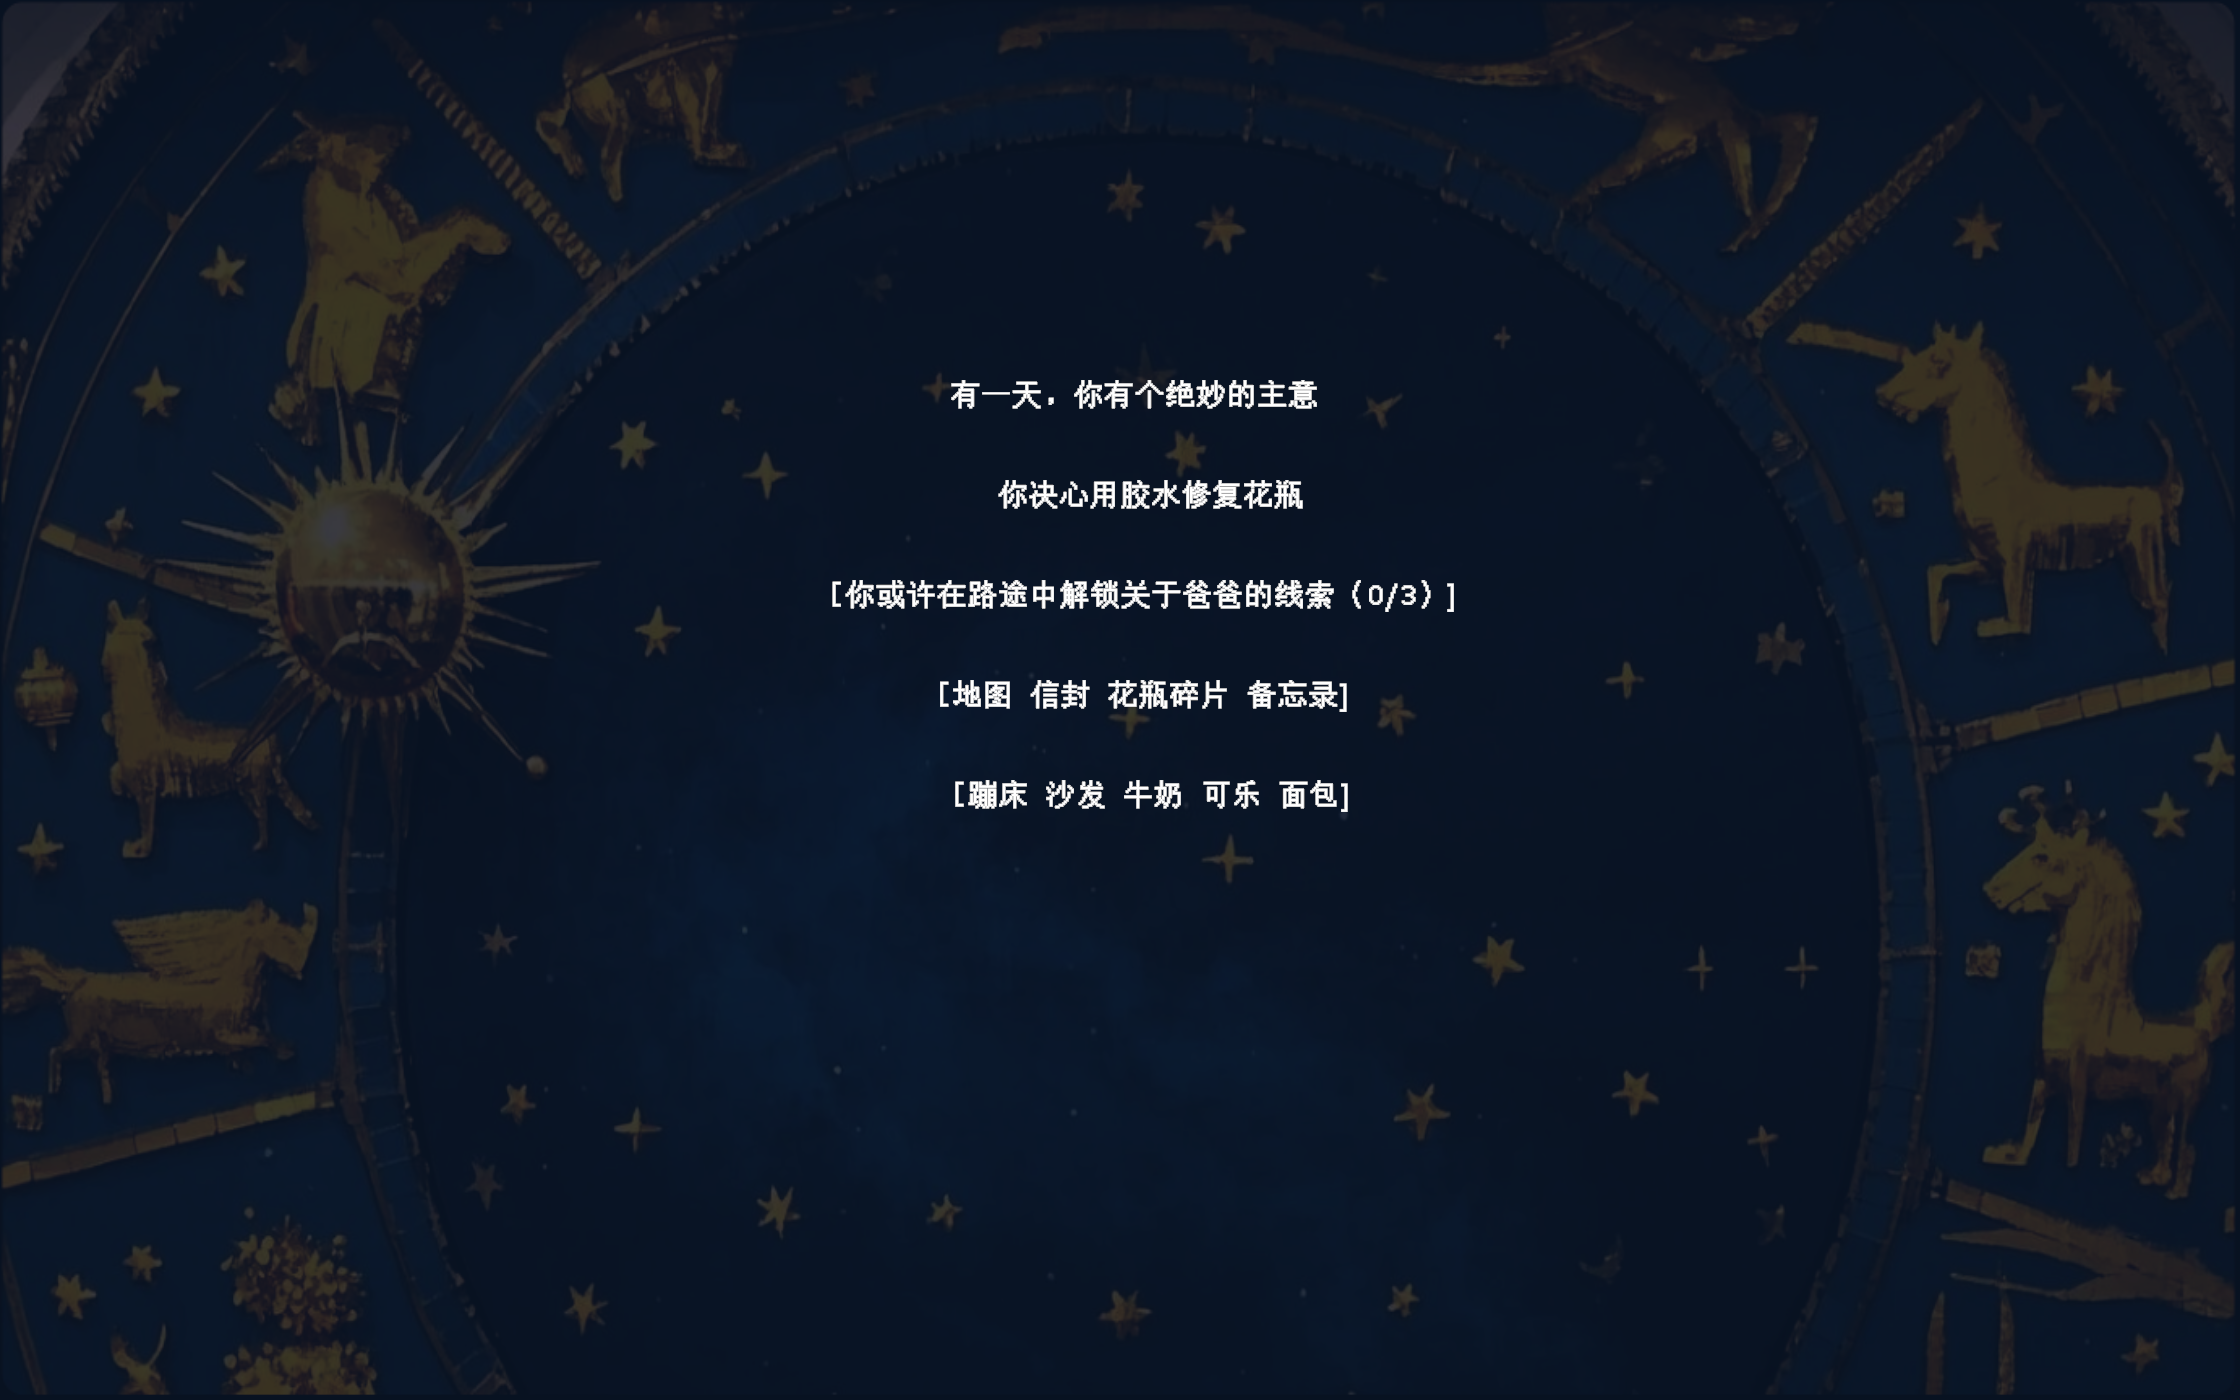 有一天，你有个绝妙的主意
你决心用胶水修复花瓶
[你或许在路途中解锁关于爸爸的线索（0/3）]
[地图 信封 花瓶碎片 备忘录]
[蹦床 沙发 牛奶 可乐 面包]